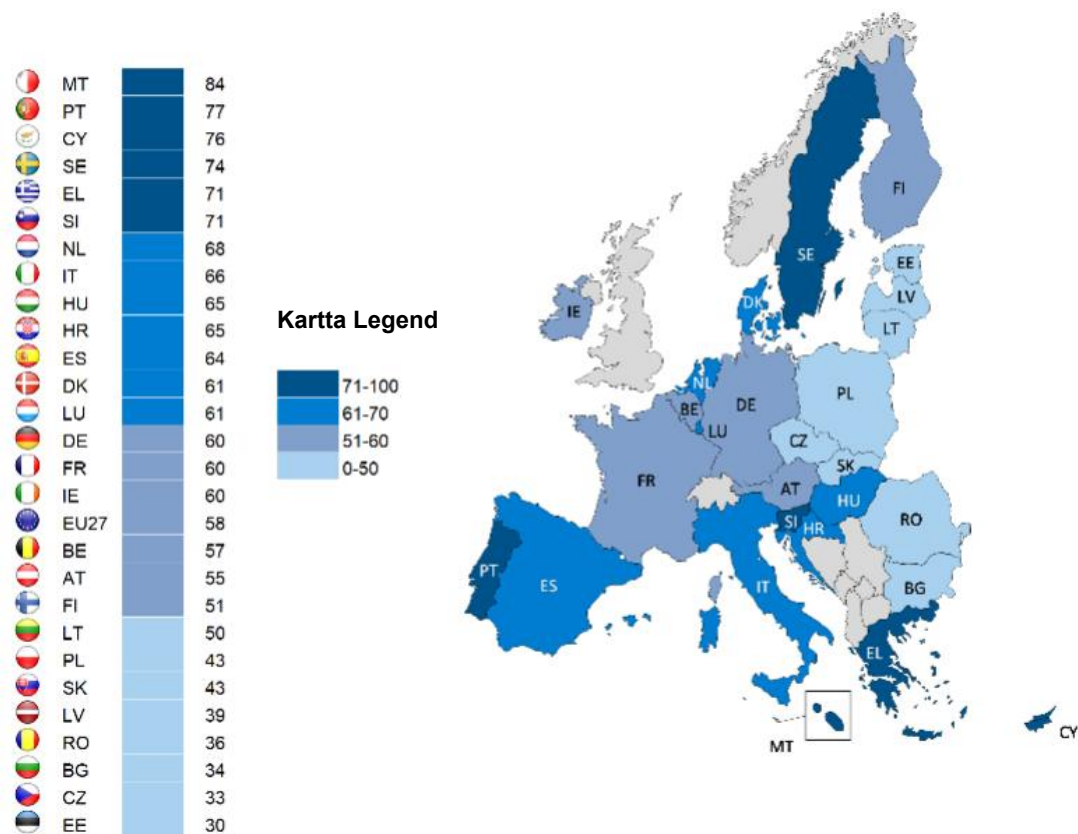 MT 84
PT 77
CY 76
SE 74
EL 71
SI 71
NL 68
IT 66
HU 65
HR 65
ES 64
DK 61
LU 61
DE 60
FR 60
IE 60
EU27 58
BE 57
AT 55
FI 51
LT 50
PL 43
SK 43
LV 39
RO 36
BG 34
CZ 33
EE 30
Kartta Legend
71-100
61-70
51-60
0-50
FI
SE
EE
LV
LT
DK
IE
NL
BE
DE
PL
LU
CZ
SK
FR
AT
HU
SI
HR
RO
PT
ES
IT
BG
EL
MT
CY